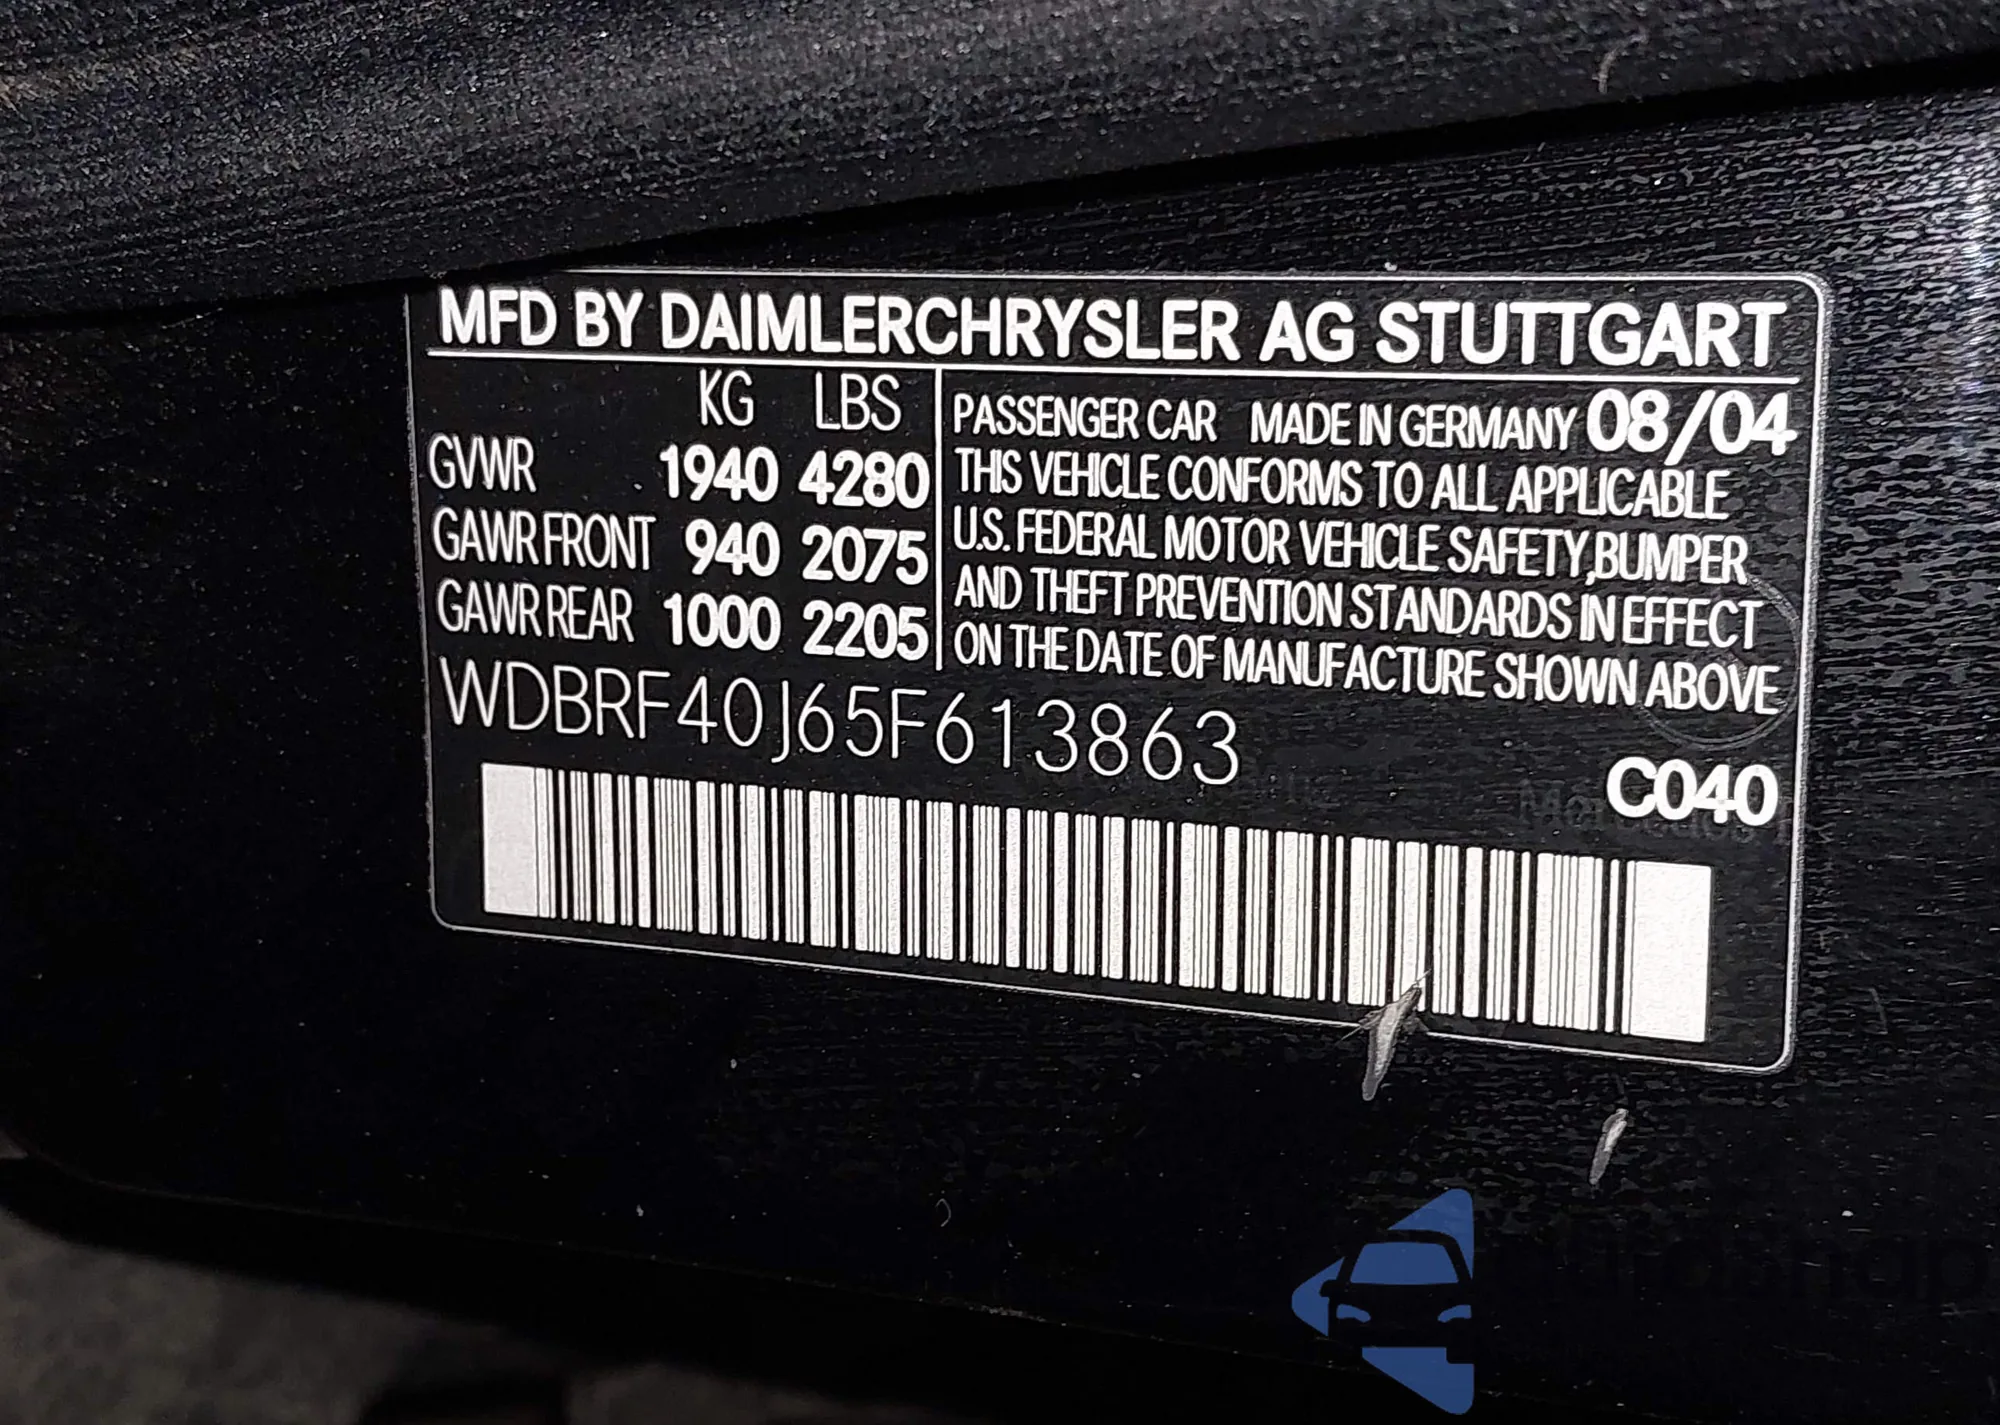 MFD BY DAIMLERCHRYSLER AG STUTTGART
KG LBS
GVWR 1940 4280
GAWR FRONT 940 2075
GAWR REAR 1000 2205
PASSENGER CAR MADE IN GERMANY 08/04
THIS VEHICLE CONFORMS TO ALL APPLICABLE
U.S. FEDERAL MOTOR VEHICLE SAFETY,BUMPER
AND THEFT PREVENTION STANDARDS IN EFFECT
ON THE DATE OF MANUFACTURE SHOWN ABOVE
WDBRF40J65F613863
C040